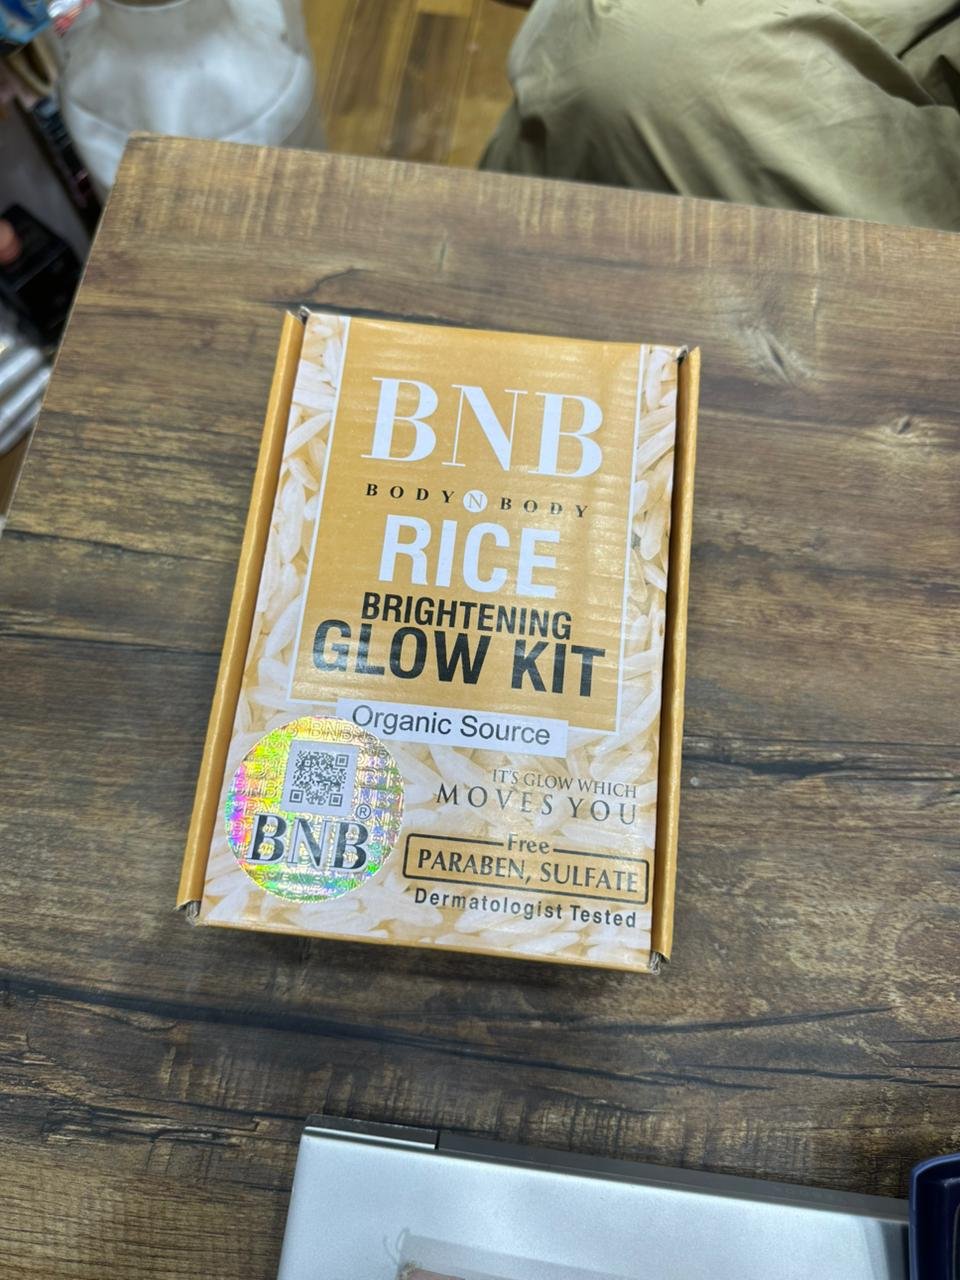 BNB
BODY N BODY
RICE
BRIGHTENING
GLOW KIT
Organic Source
BNB
BNB®
IT'S GLOW WHICH
MOVES YOU
Free
PARABEN, SULFATE
Dermatologist Tested